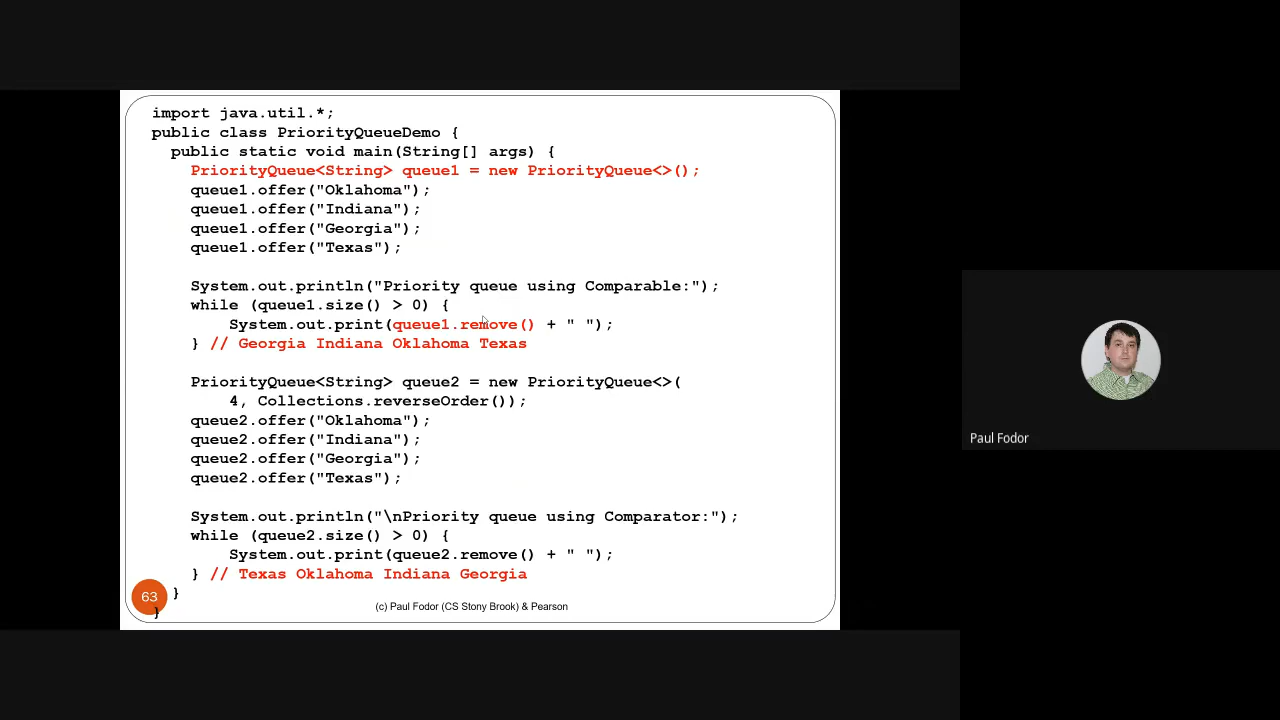 import java.util.*;
public class PriorityQueueDemo {
public static void main(String[] args) {
PriorityQueue<String> queue1 = new PriorityQueue<>();
queue1.offer("Oklahoma");
queue1.offer("Indiana");
queue1.offer("Georgia");
queue1.offer("Texas");
System.out.println("Priority queue using Comparable:");
while (queue1.size() > 0) {
System.out.print(queue1.remove() + " ");
} // Georgia Indiana Oklahoma Texas
PriorityQueue<String> queue2 = new PriorityQueue<>(
4, Collections.reverseOrder());
queue2.offer("Oklahoma");
queue2.offer("Indiana");
queue2.offer("Georgia");
queue2.offer("Texas");
System.out.println("\nPriority queue using Comparator:");
while (queue2.size() > 0) {
System.out.print(queue2.remove() + " ");
} // Texas Oklahoma Indiana Georgia
}
}
63
(c) Paul Fodor (CS Stony Brook) & Pearson
Paul Fodor